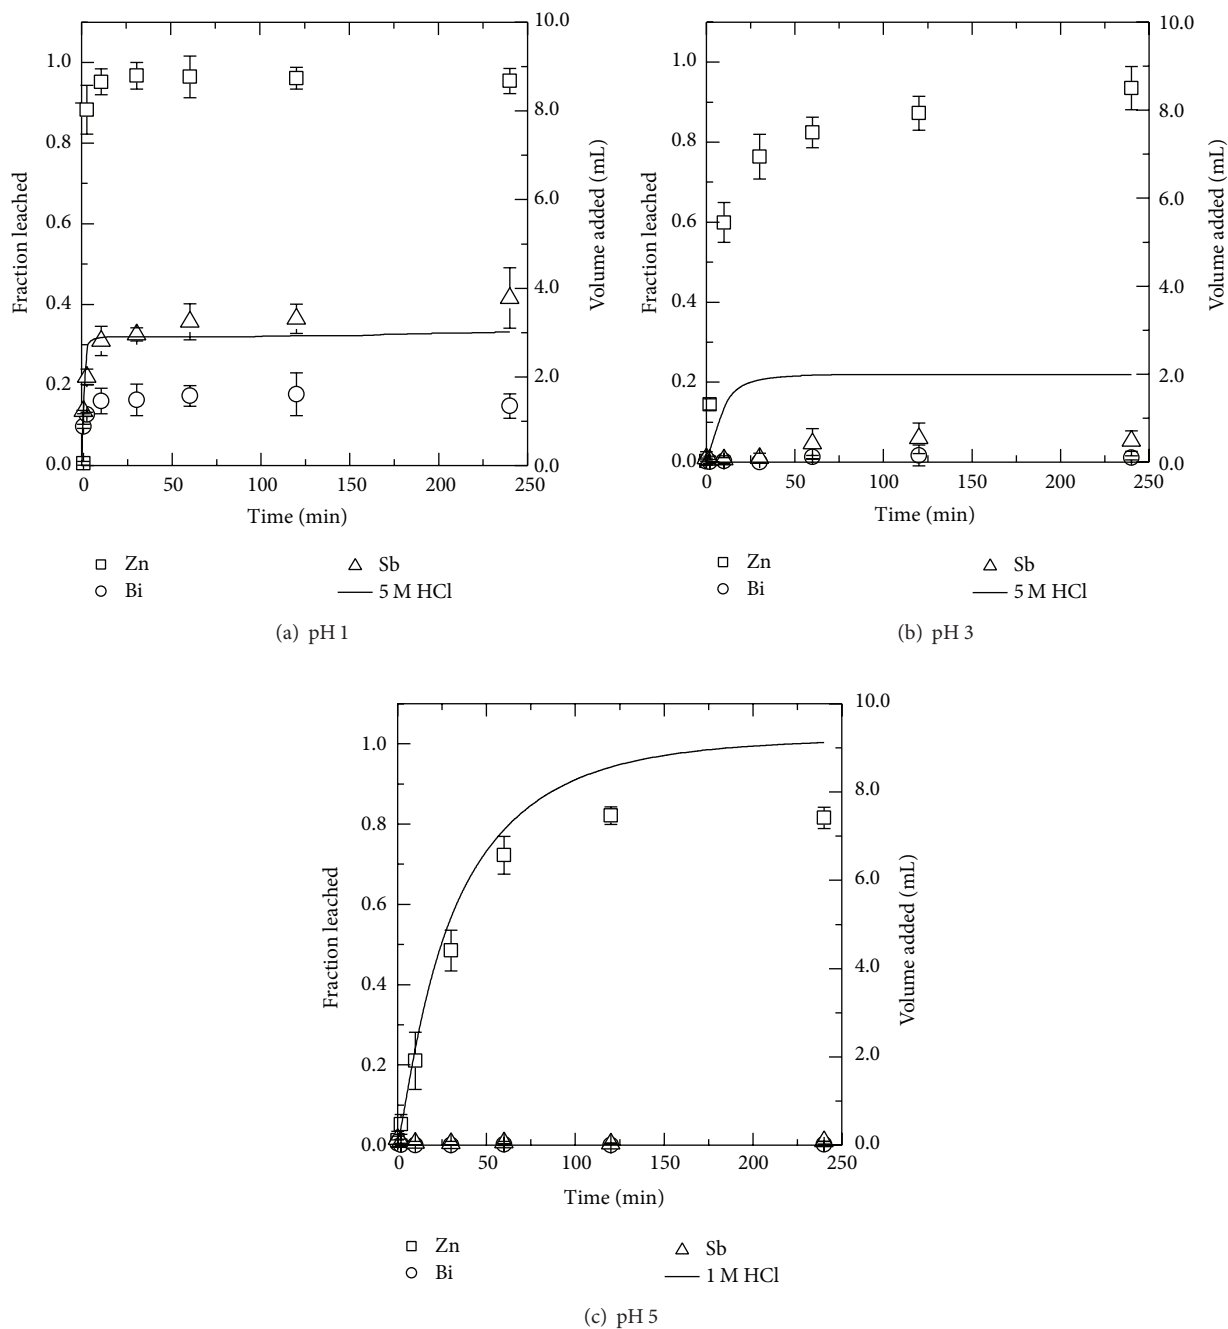 1.0
0.8
0.6
0.4
0.2
0.0
Fraction leached
10.0
8.0
6.0
4.0
2.0
0.0
Volume added (mL)
0 50 100 150 200 250
Time (min)
Zn
Bi
Sb
5 M HCl
(a) pH 1
1.0
0.8
0.6
0.4
0.2
0.0
Fraction leached
10.0
8.0
6.0
4.0
2.0
0.0
Volume added (mL)
0 50 100 150 200 250
Time (min)
Zn
Bi
Sb
5 M HCl
(b) pH 3
1.0
0.8
0.6
0.4
0.2
0.0
Fraction leached
10.0
8.0
6.0
4.0
2.0
0.0
Volume added (mL)
0 50 100 150 200 250
Time (min)
Zn
Bi
Sb
1 M HCl
(c) pH 5